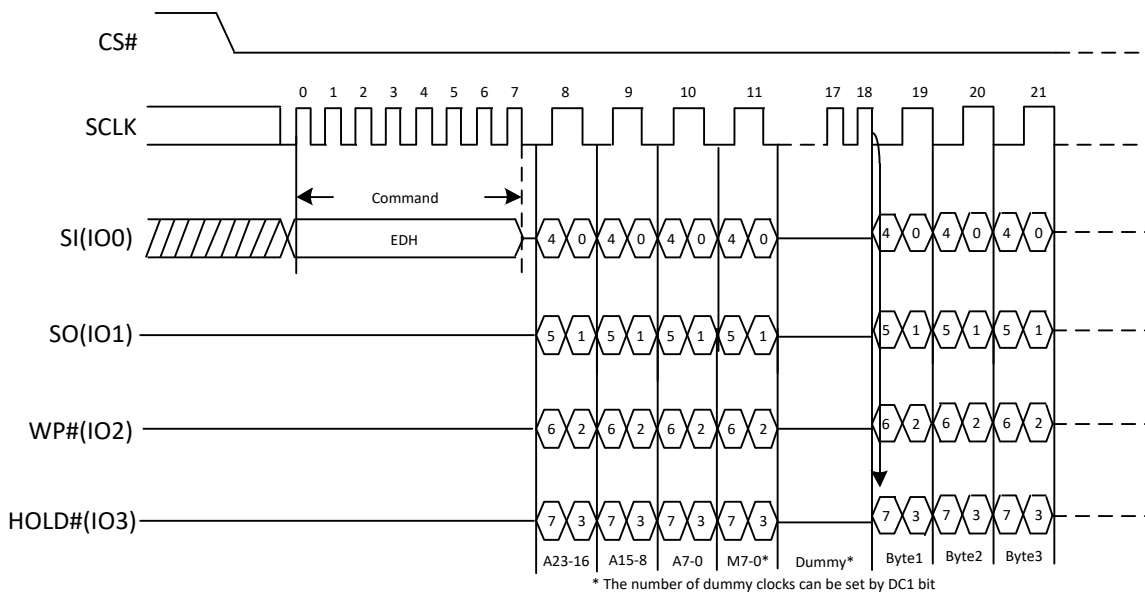 CS#
0 1 2 3 4 5 6 7 8 9 10 11 17 18 19 20 21
SCLK
Command
SI(IO0) EDH 4 0 4 0 4 0 4 0 4 0 4 0 4 0
SO(IO1) 5 1 5 1 5 1 5 1 5 1 5 1 5 1
WP#(IO2) 6 2 6 2 6 2 6 2 6 2 6 2 6 2
HOLD#(IO3) 7 3 7 3 7 3 7 3 7 3 7 3 7 3
A23-16 A15-8 A7-0 M7-0* Dummy* Byte1 Byte2 Byte3
* The number of dummy clocks can be set by DC1 bit